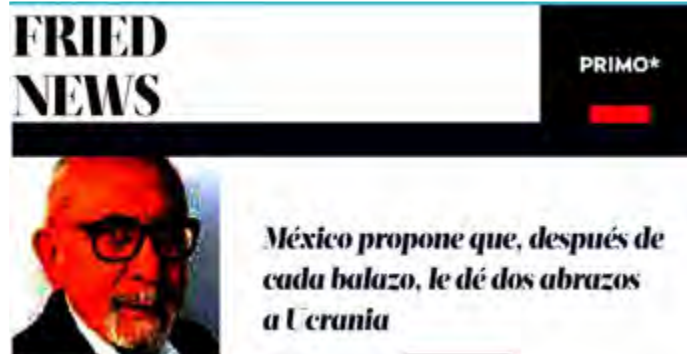 FRIED
NEWS
PRIMO*
México propone que, después de
cada balazo, le dé dos abrazos
a Ucrania